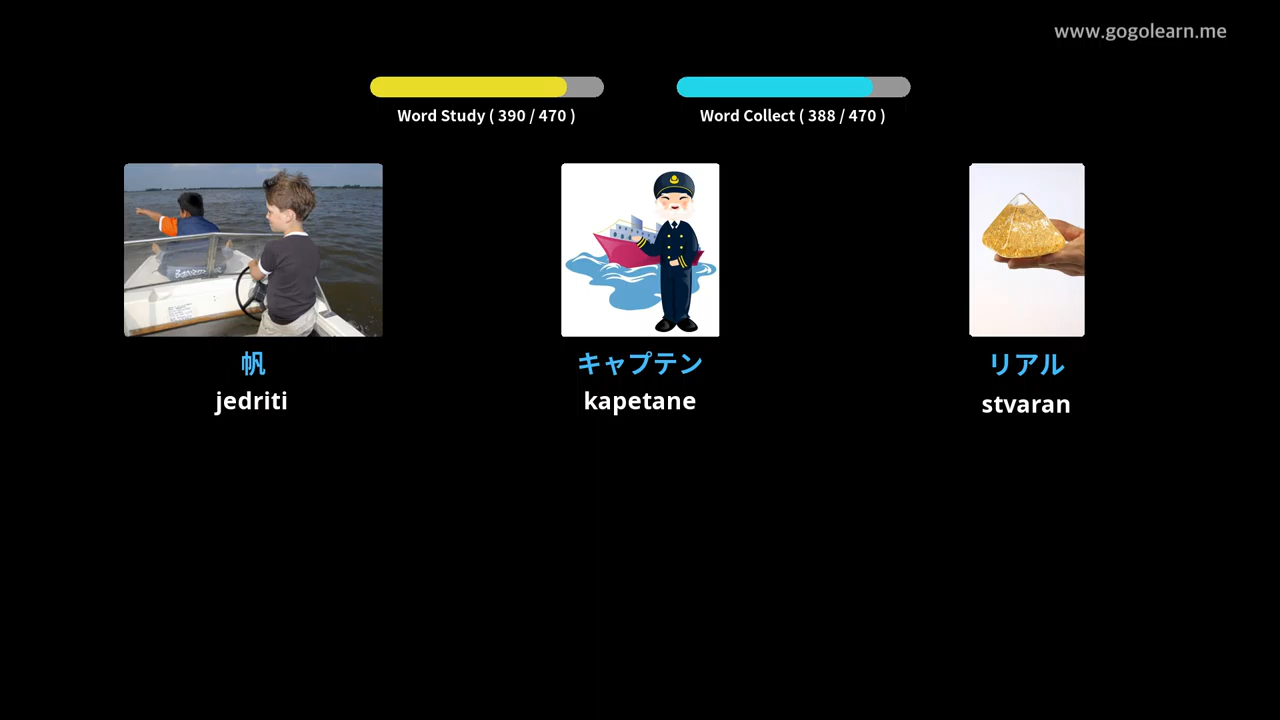 www.gogolearn.me
Word Study ( 390 / 470 )
Word Collect ( 388 / 470 )
帆
jedriti
キャプテン
kapetane
リアル
stvaran